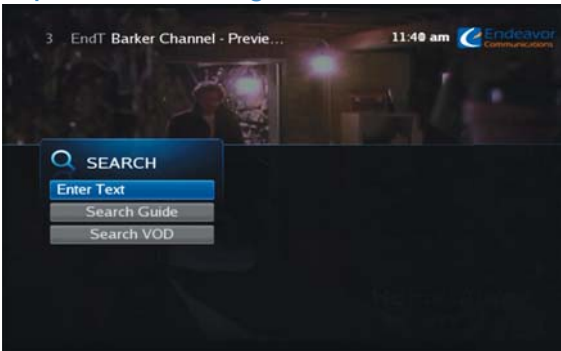 3 EndT Barker Channel - Previe... 11:40 am Endeavor
Communications
SEARCH
Enter Text
Search Guide
Search VOD